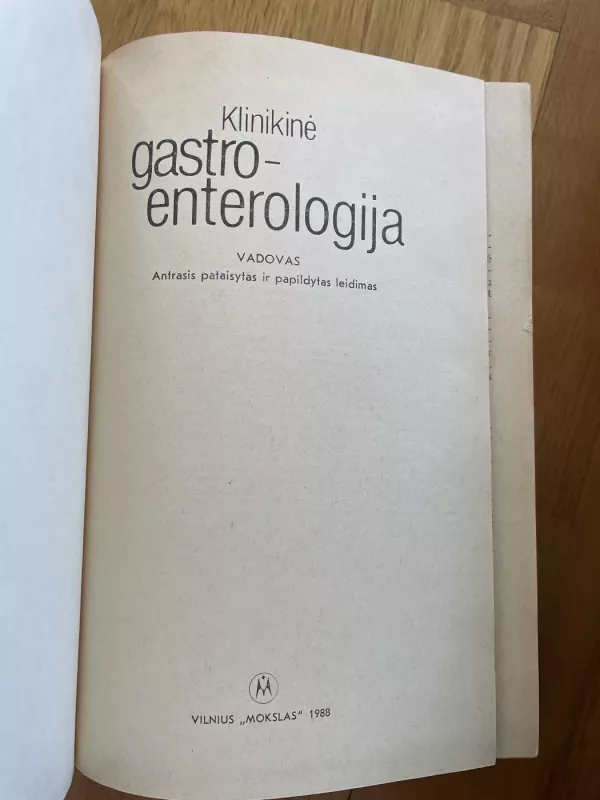 Klinikinė
gastro-
enterologija
VADOVAS
Antrasis pataisytas ir papildytas leidimas
VILNIUS „MOKSLAS“ 1988